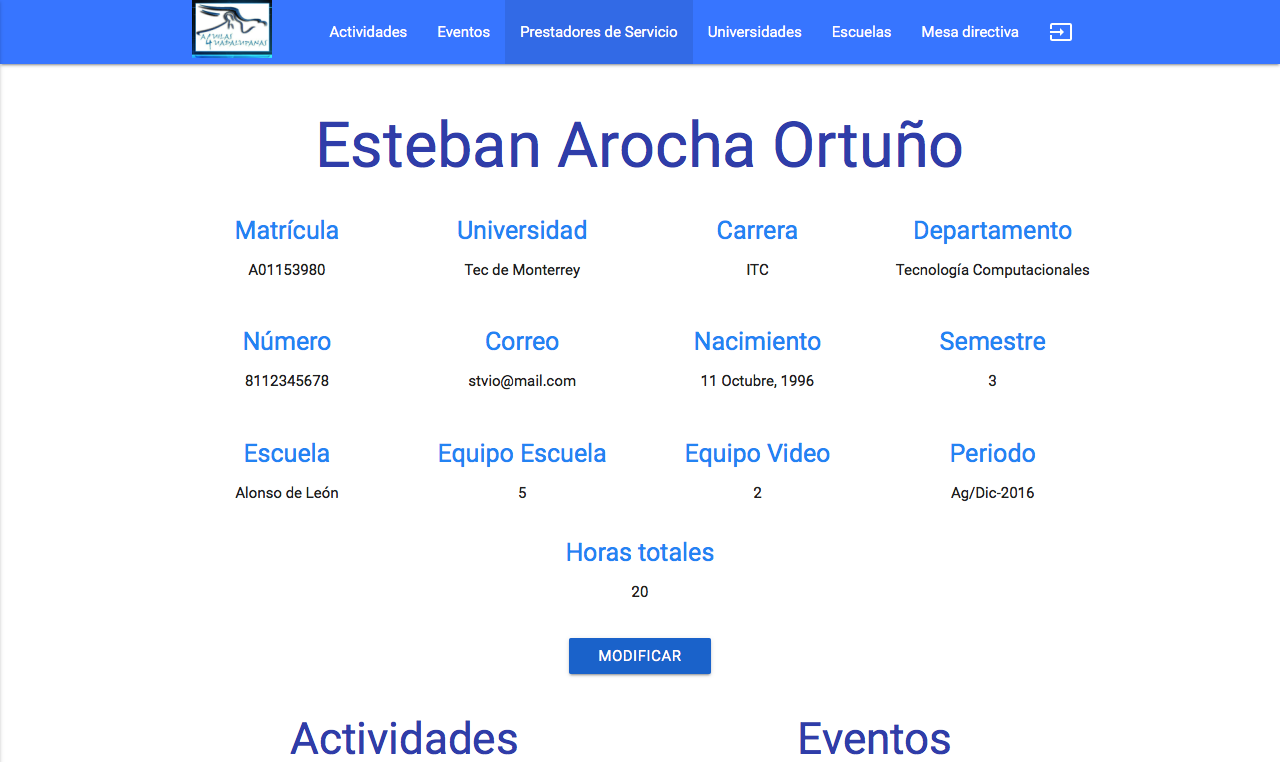 AGUILAS
GUADALUPANAS
Actividades Eventos Prestadores de Servicio Universidades Escuelas Mesa directiva
Esteban Arocha Ortuño
Matrícula Universidad Carrera Departamento
A01153980 Tec de Monterrey ITC Tecnología Computacionales
Número Correo Nacimiento Semestre
8112345678 stvio@mail.com 11 Octubre, 1996 3
Escuela Equipo Escuela Equipo Video Periodo
Alonso de León 5 2 Ag/Dic-2016
Horas totales
20
MODIFICAR
Actividades Eventos